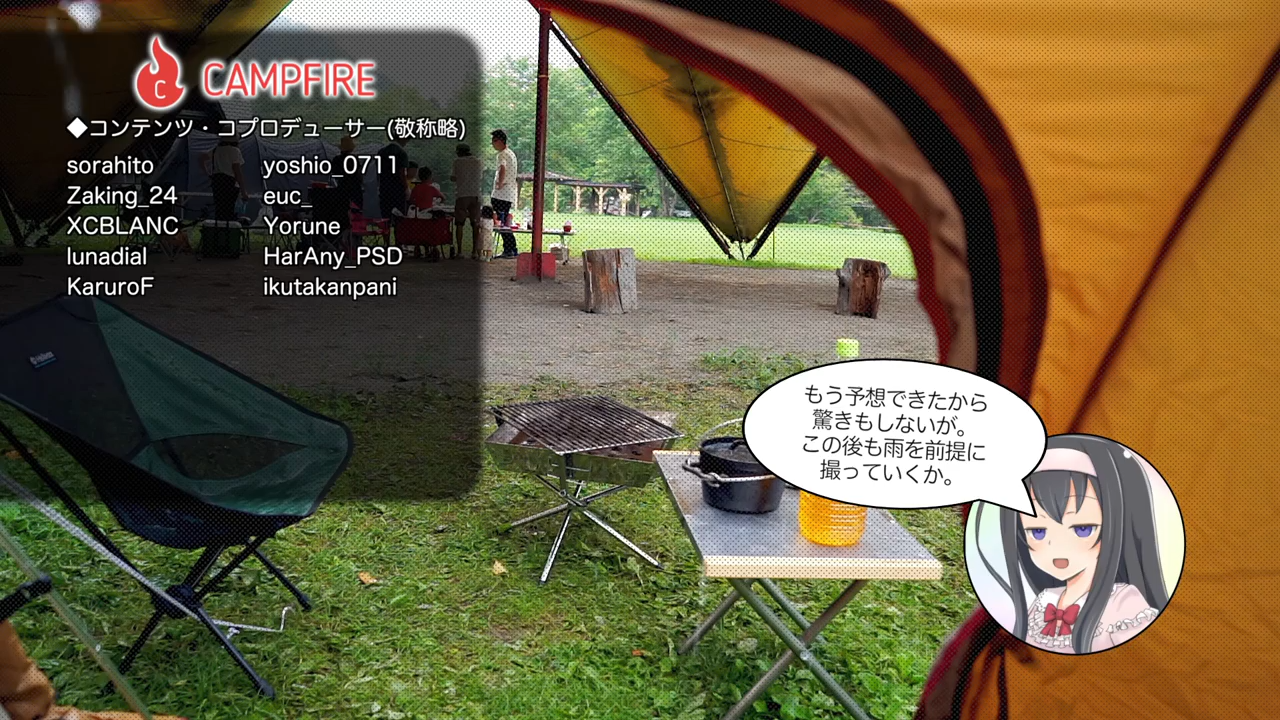 CAMPFIRE
◆コンテンツ・コプロデューサー(敬称略)
sorahito
yoshio_0711
Zaking_24
euc_
XCBLANC
Yorune
lunadial
HarAny_PSD
KaruroF
ikutakanpani
もう予想できたから
驚きもしないが。
この後も雨を前提に
撮っていくか。